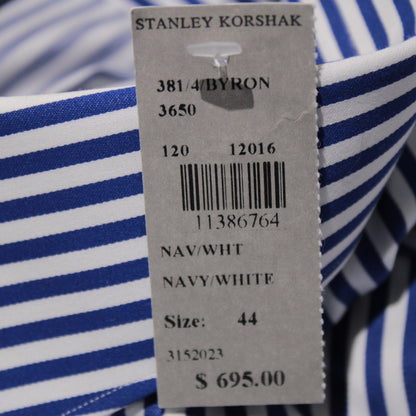 STANLEY KORSHAK
381/4/BYRON
3650
120 12016
11386764
NAV/WHT
NAVY/WHITE
Size: 44
3152023
$ 695.00